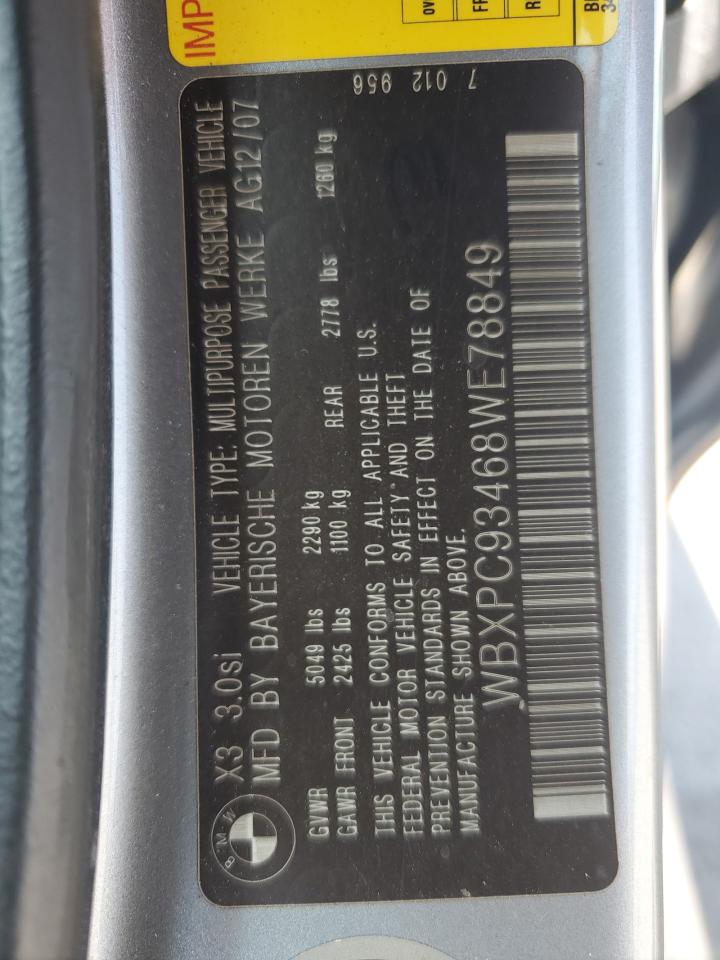 IMP
BMW
X3 3.0si VEHICLE TYPE: MULTIPURPOSE PASSENGER VEHICLE
MFD BY BAYERISCHE MOTOREN WERKE AG12/07
GVWR 5049 lbs 2290 kg
GAWR FRONT 2425 lbs 1100 kg REAR 2778 lbs 1260 kg
THIS VEHICLE CONFORMS TO ALL APPLICABLE U.S.
FEDERAL MOTOR VEHICLE SAFETY AND THEFT
PREVENTION STANDARDS IN EFFECT ON THE DATE OF
MANUFACTURE SHOWN ABOVE.
WBXPC93468WE78849
7 012 956